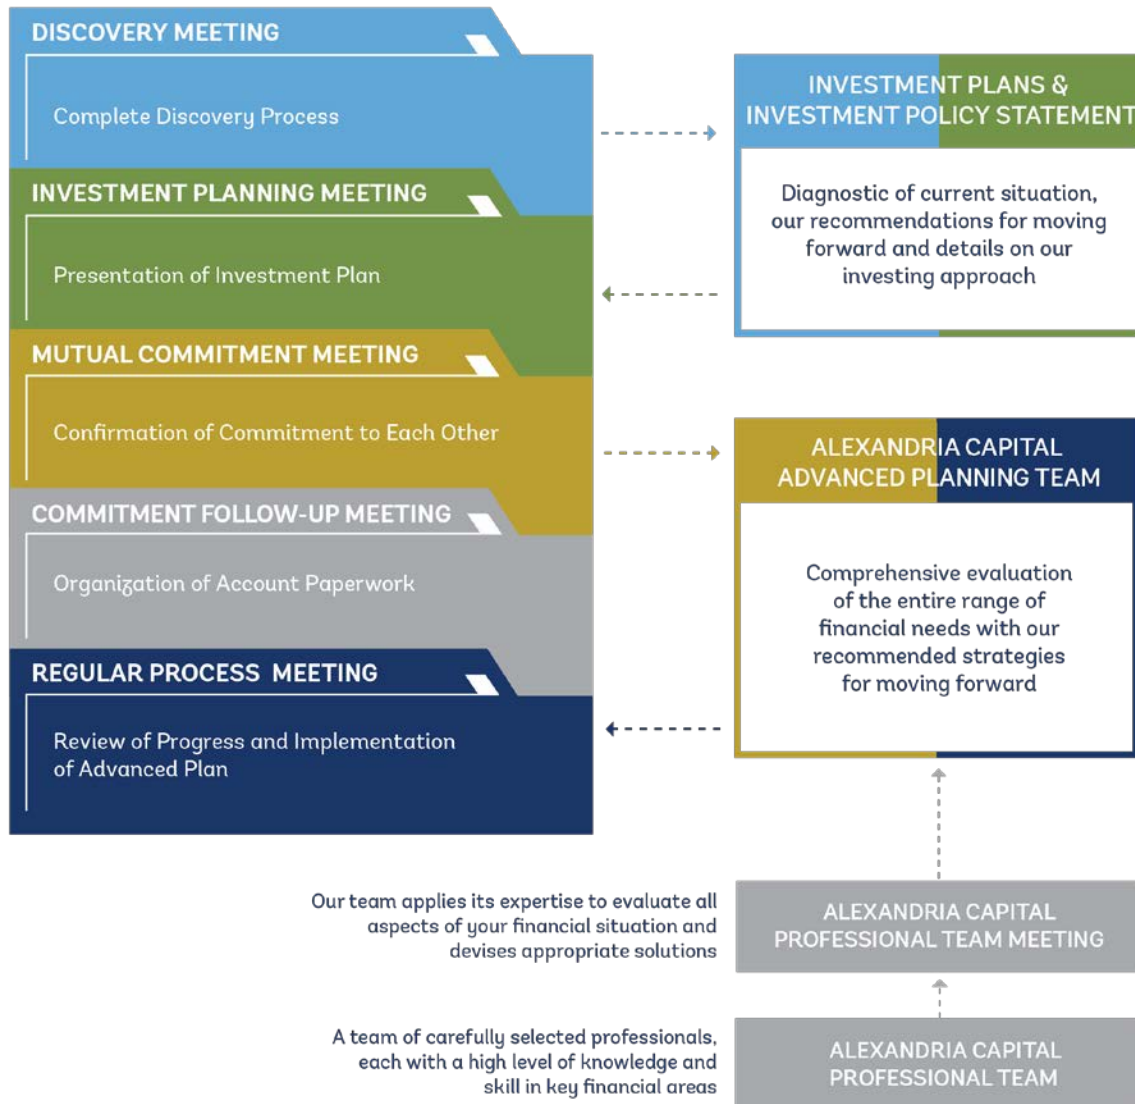 DISCOVERY MEETING
Complete Discovery Process
INVESTMENT PLANNING MEETING
Presentation of Investment Plan
MUTUAL COMMITMENT MEETING
Confirmation of Commitment to Each Other
COMMITMENT FOLLOW-UP MEETING
Organization of Account Paperwork
REGULAR PROCESS MEETING
Review of Progress and Implementation
of Advanced Plan
INVESTMENT PLANS &
INVESTMENT POLICY STATEMENT
Diagnostic of current situation,
our recommendations for moving
forward and details on our
investing approach
ALEXANDRIA CAPITAL
ADVANCED PLANNING TEAM
Comprehensive evaluation
of the entire range of
financial needs with our
recommended strategies
for moving forward
Our team applies its expertise to evaluate all
aspects of your financial situation and
devises appropriate solutions
ALEXANDRIA CAPITAL
PROFESSIONAL TEAM MEETING
A team of carefully selected professionals,
each with a high level of knowledge and
skill in key financial areas
ALEXANDRIA CAPITAL
PROFESSIONAL TEAM